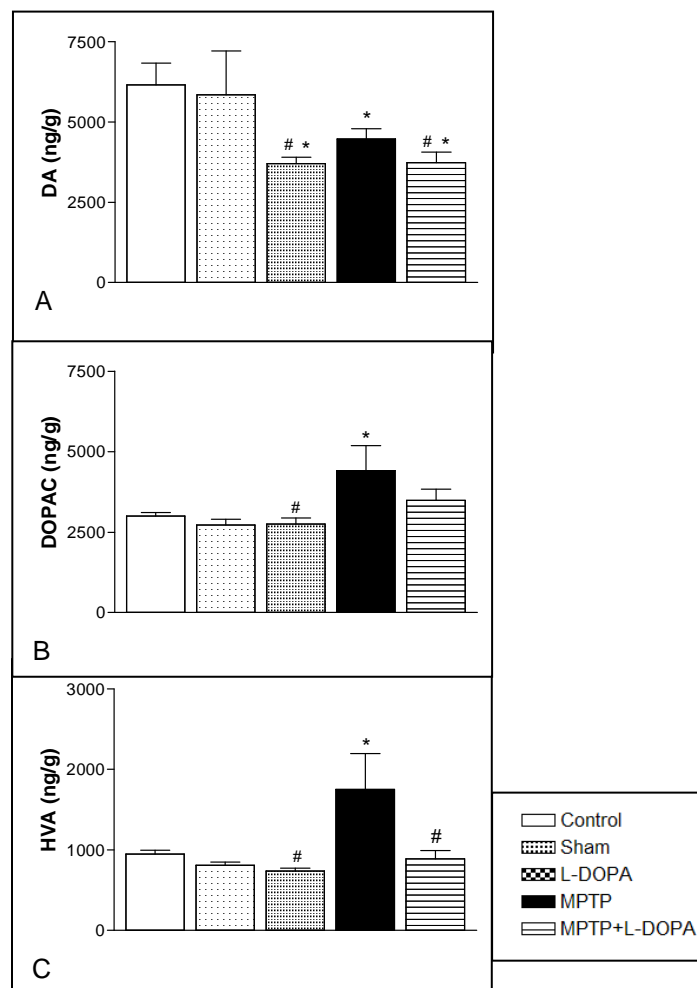 7500
5000
2500
0
DA (ng/g)
# *
*
# *
A
7500
5000
2500
0
DOPAC (ng/g)
#
*
B
3000
2000
1000
0
HVA (ng/g)
#
*
#
C
Control
Sham
L-DOPA
MPTP
MPTP+L-DOPA